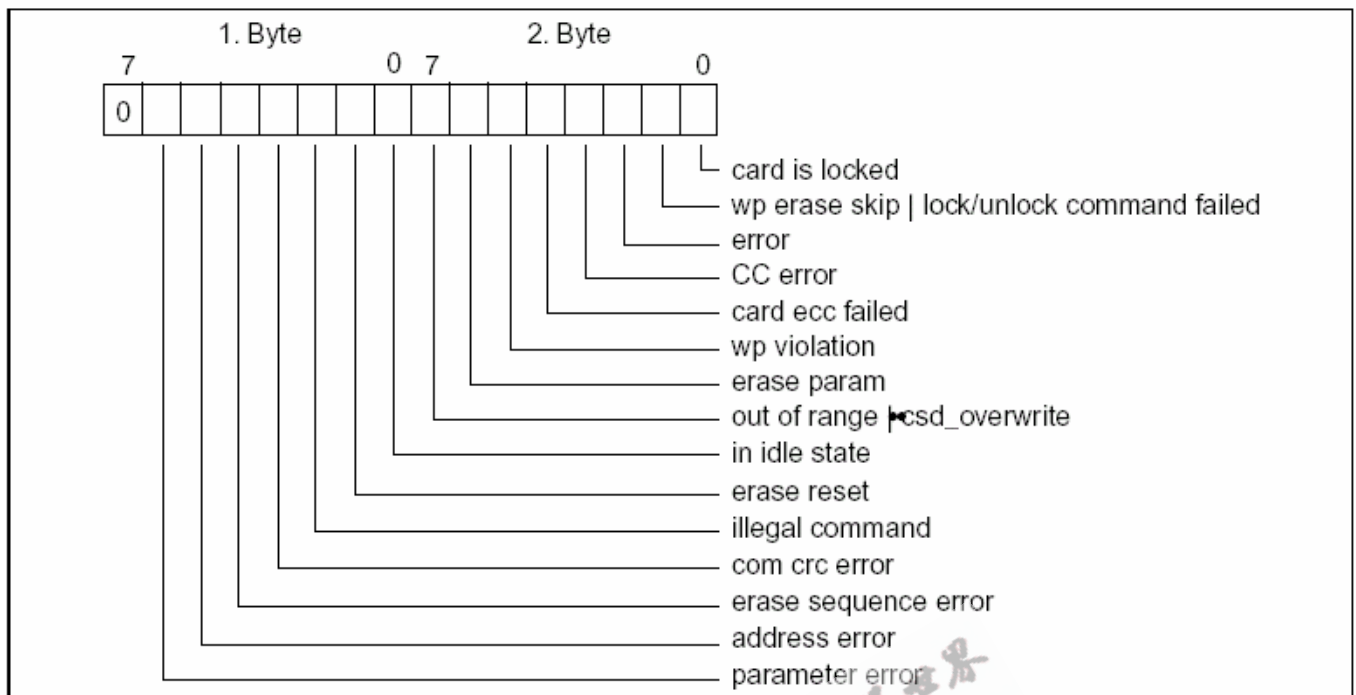 1. Byte 2. Byte
7 0 7 0
0
card is locked
wp erase skip | lock/unlock command failed
error
CC error
card ecc failed
wp violation
erase param
out of range | csd_overwrite
in idle state
erase reset
illegal command
com crc error
erase sequence error
address error
parameter error